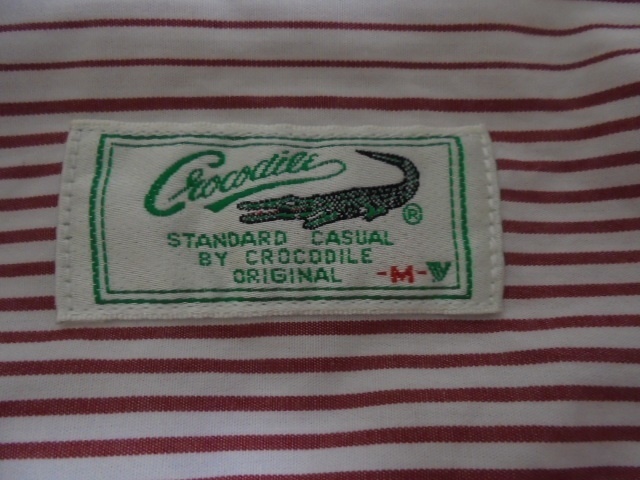 Crocodile
®
STANDARD CASUAL
BY CROCODILE
ORIGINAL -M-